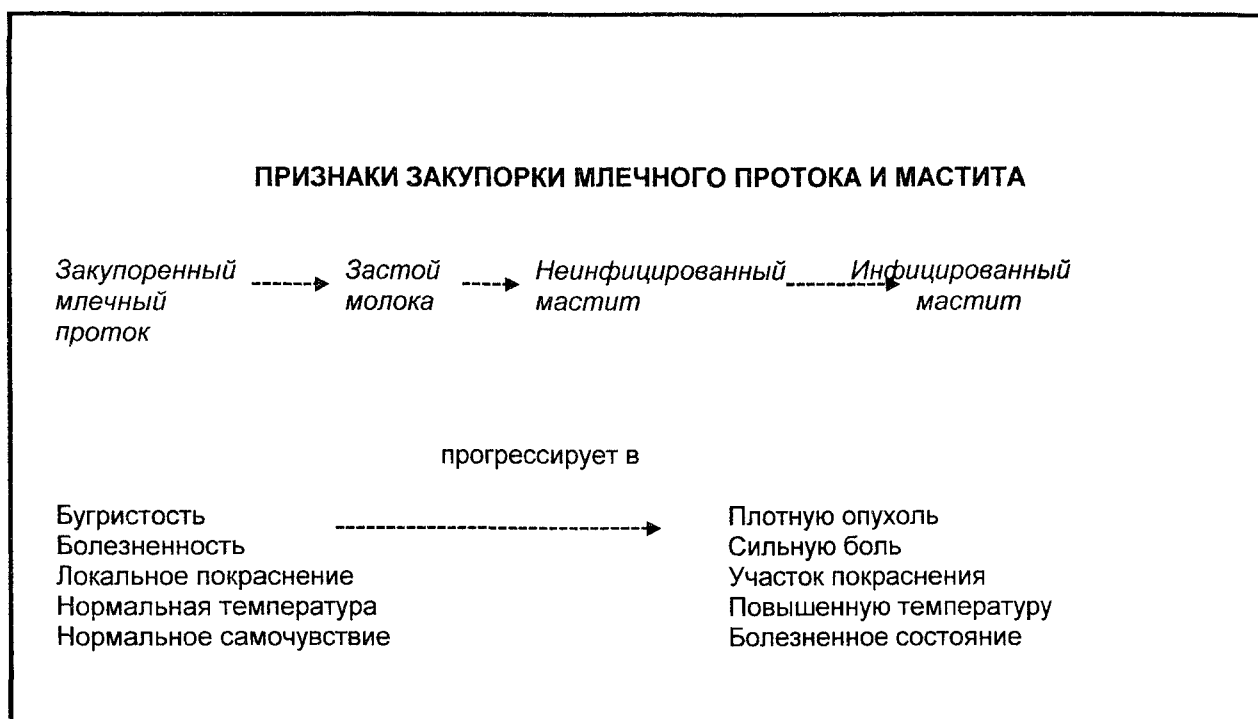 ПРИЗНАКИ ЗАКУПОРКИ МЛЕЧНОГО ПРОТОКА И МАСТИТА
Закупоренный Застой Неинфицированный Инфицированный
млечный молока мастит мастит
проток
прогрессирует в
Бугристость Плотную опухоль
Болезненность Сильную боль
Локальное покраснение Участок покраснения
Нормальная температура Повышенную температуру
Нормальное самочувствие Болезненное состояние